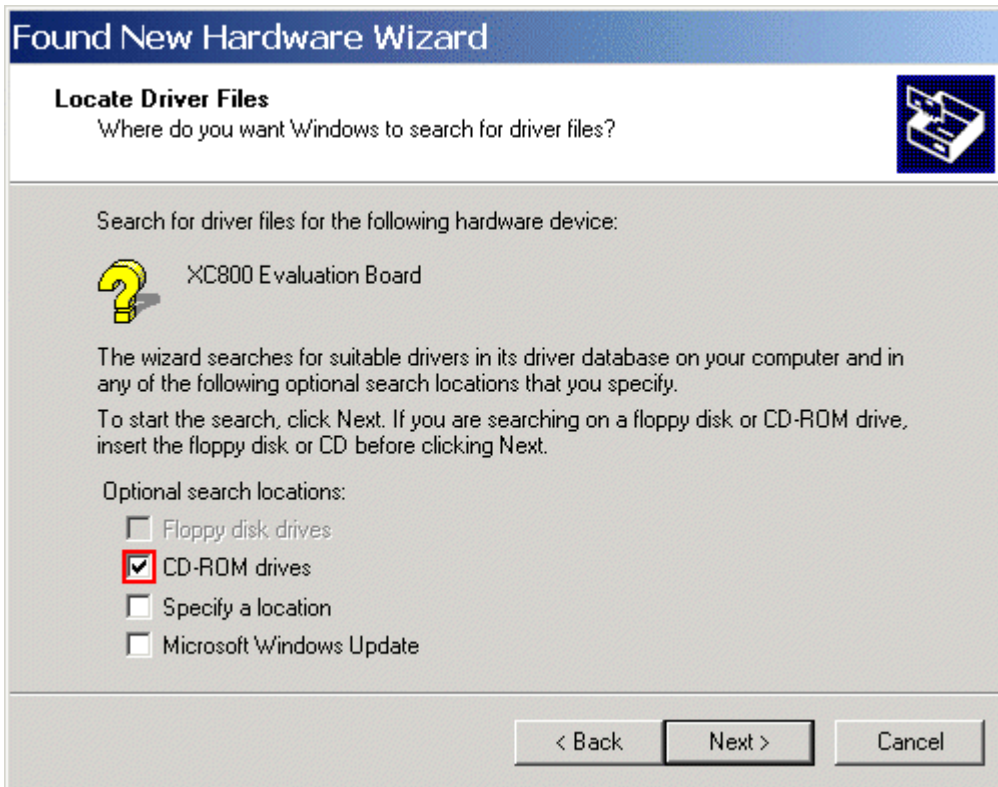 Found New Hardware Wizard
Locate Driver Files
Where do you want Windows to search for driver files?
Search for driver files for the following hardware device:
XC800 Evaluation Board
The wizard searches for suitable drivers in its driver database on your computer and in
any of the following optional search locations that you specify.
To start the search, click Next. If you are searching on a floppy disk or CD-ROM drive,
insert the floppy disk or CD before clicking Next.
Optional search locations:
Floppy disk drives
CD-ROM drives
Specify a location
Microsoft Windows Update
< Back Next > Cancel